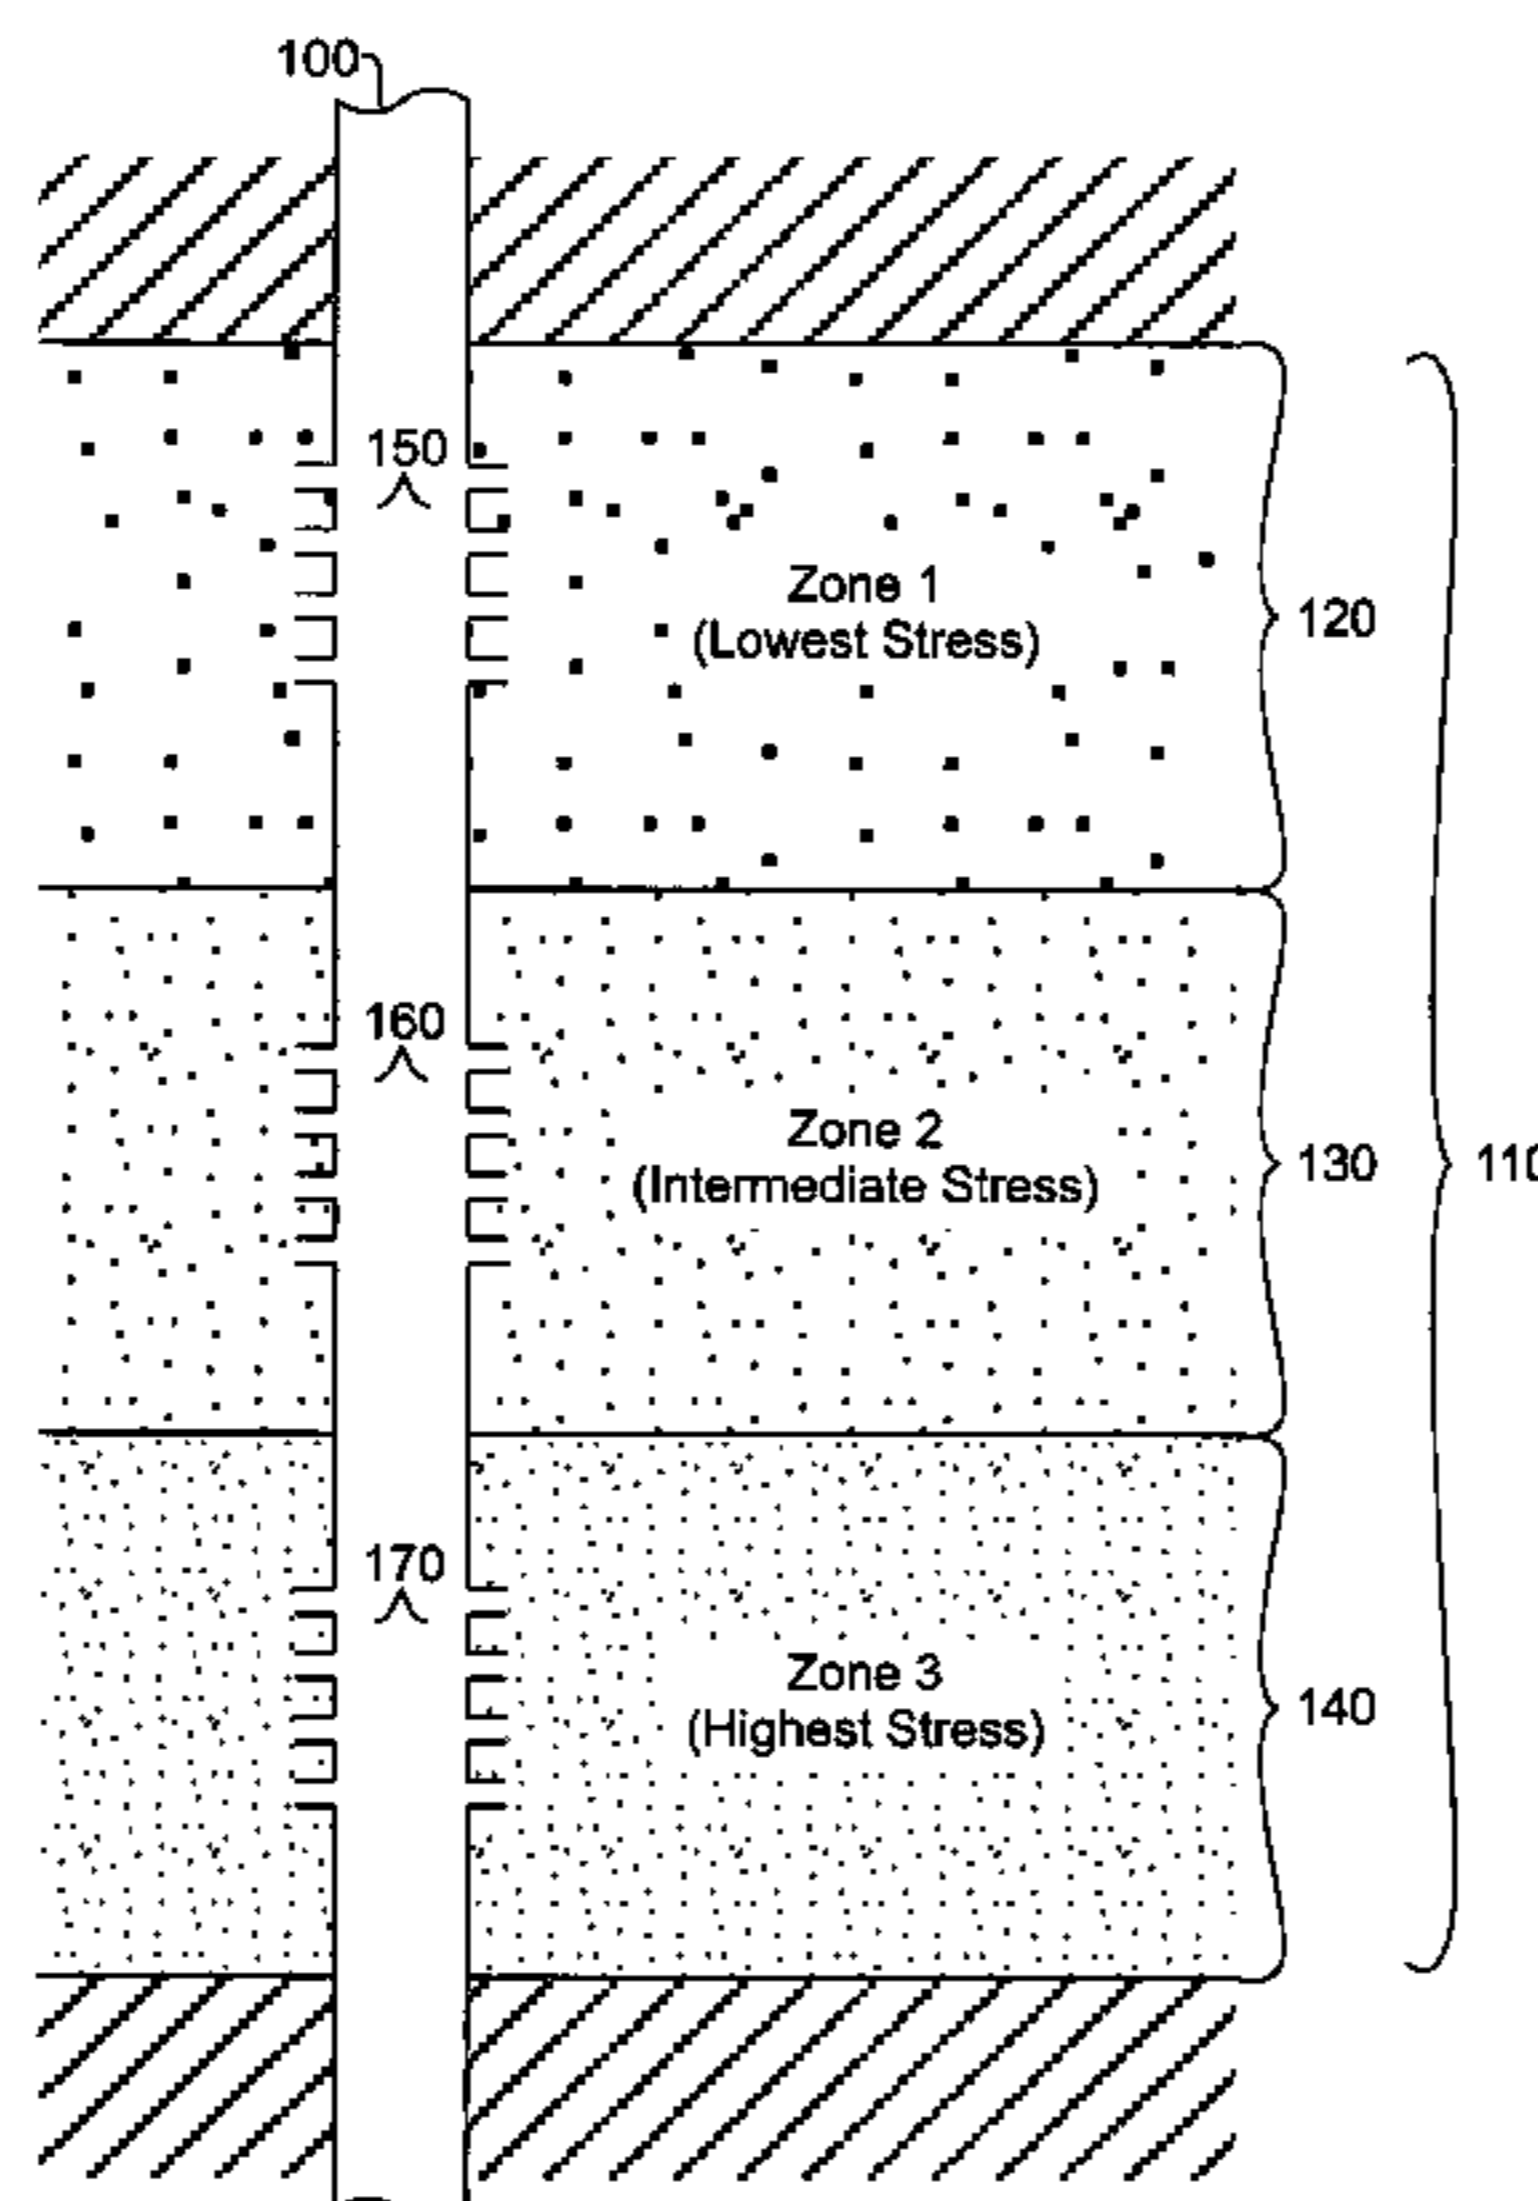 100
150
Zone 1
(Lowest Stress)
120
160
Zone 2
(Intermediate Stress)
130
110
170
Zone 3
(Highest Stress)
140